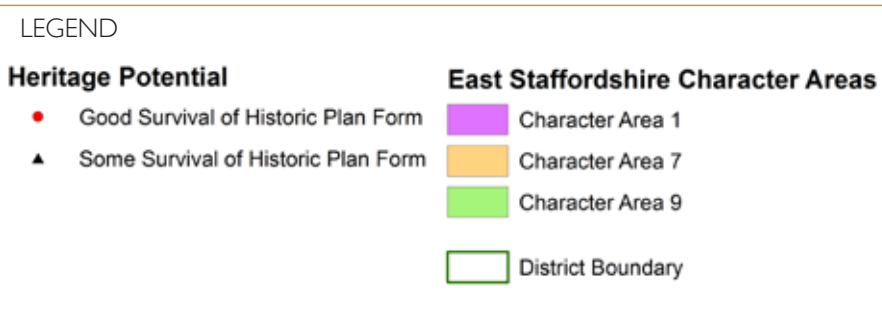 LEGEND
Heritage Potential
Good Survival of Historic Plan Form
Some Survival of Historic Plan Form
East Staffordshire Character Areas
Character Area 1
Character Area 7
Character Area 9
District Boundary